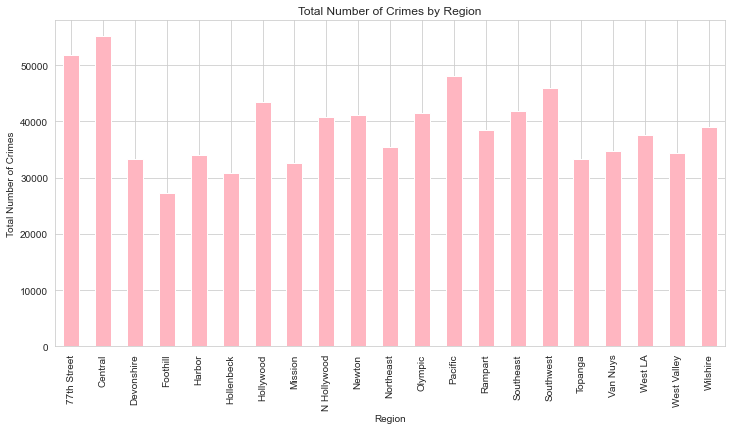 Total Number of Crimes by Region
Total Number of Crimes
50000
40000
30000
20000
10000
0
77th Street
Central
Devonshire
Foothill
Harbor
Hollenbeck
Hollywood
Mission
N Hollywood
Newton
Northeast
Olympic
Pacific
Rampart
Southeast
Southwest
Topanga
Van Nuys
West LA
West Valley
Wilshire
Region